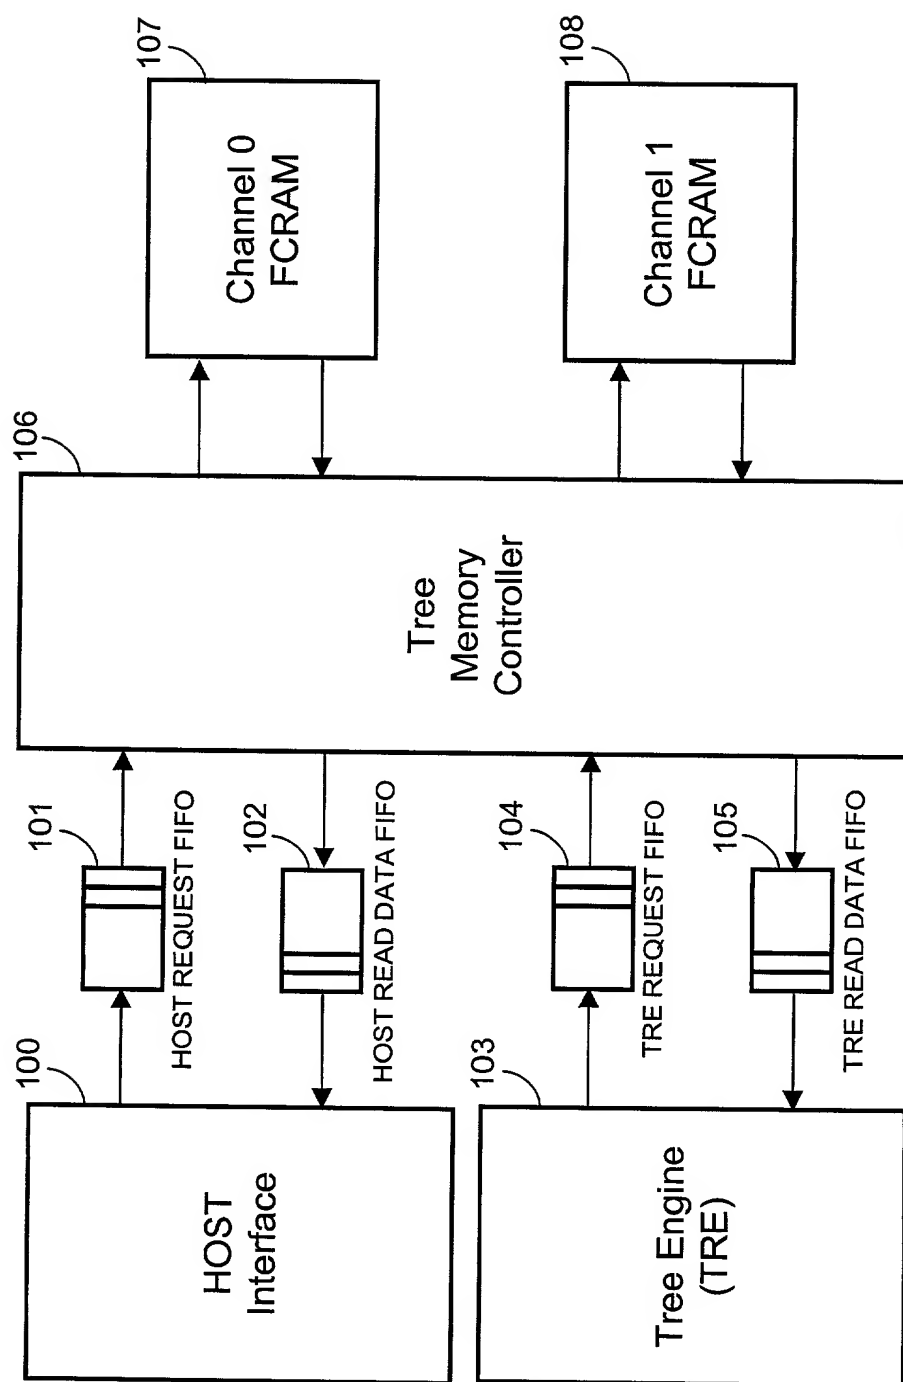 100
HOST
Interface
101
HOST REQUEST FIFO
102
HOST READ DATA FIFO
103
Tree Engine
(TRE)
104
TRE REQUEST FIFO
105
TRE READ DATA FIFO
106
Tree
Memory
Controller
107
Channel 0
FCRAM
108
Channel 1
FCRAM